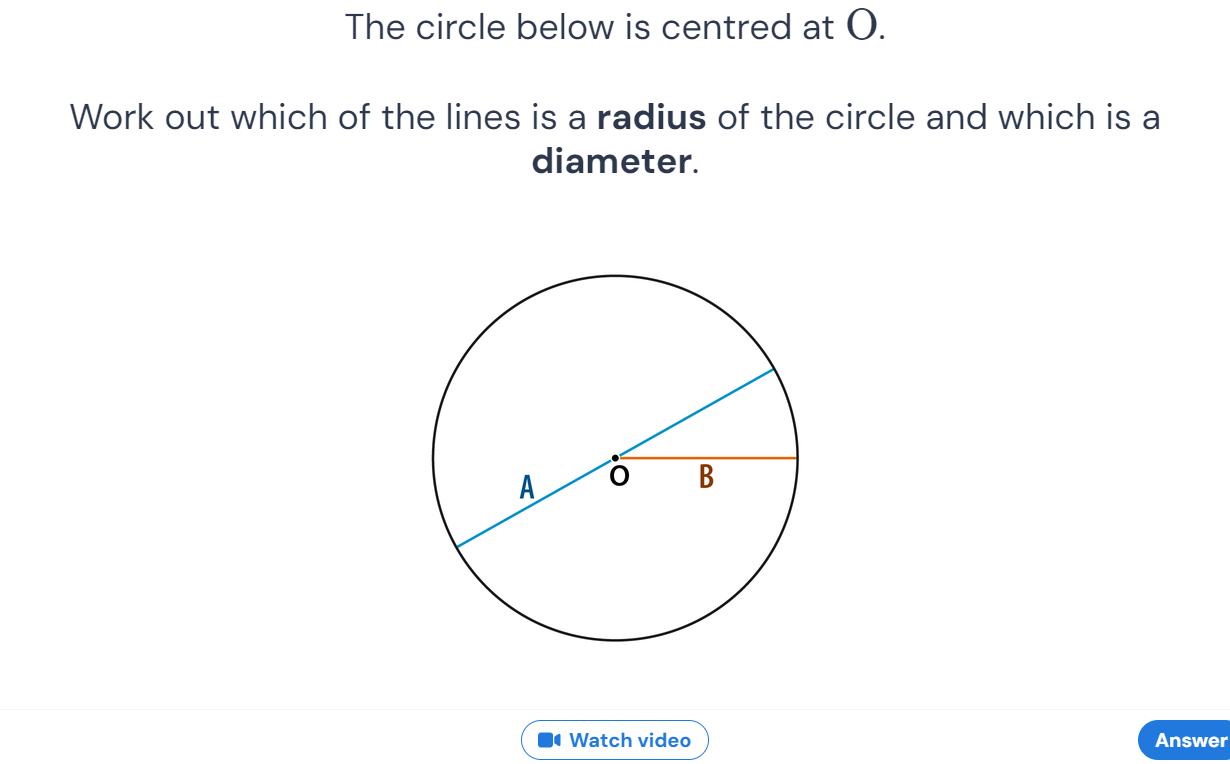 The circle below is centred at O.
Work out which of the lines is a radius of the circle and which is a
diameter.
A
O
B
Watch video
Answer